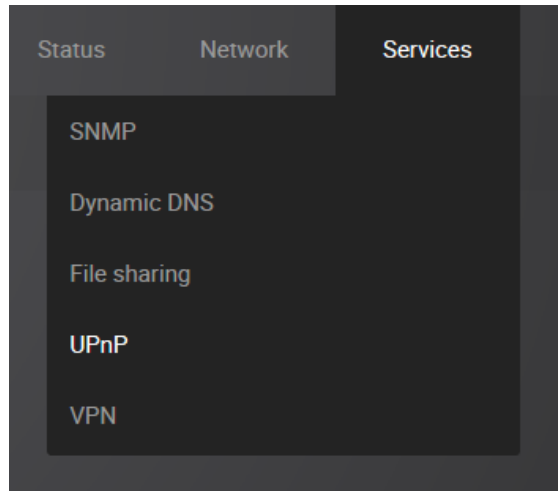 Status Network Services
SNMP
Dynamic DNS
File sharing
UPnP
VPN